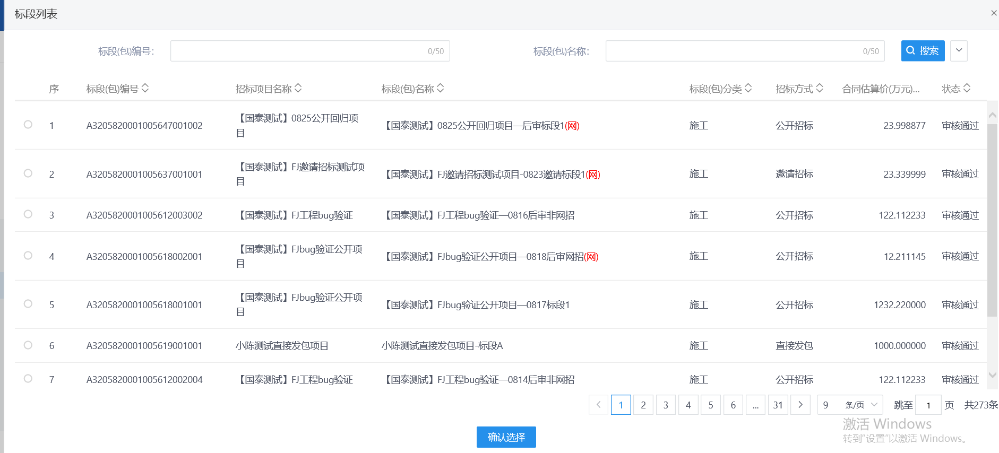 标段列表
标段(包)编号： 0/50 标段(包)名称： 0/50 搜索
序 标段(包)编号 招标项目名称 标段(包)名称 标段(包)分类 招标方式 合同估算价(万元)... 状态
1 A3205820001005647001002 【国泰测试】0825公开回归项目 【国泰测试】0825公开回归项目—后审标段1(网) 施工 公开招标 23.998877 审核通过
2 A3205820001005637001001 【国泰测试】FJ邀请招标测试项目 【国泰测试】FJ邀请招标测试项目-0823邀请标段1(网) 施工 邀请招标 23.339999 审核通过
3 A3205820001005612003002 【国泰测试】FJ工程bug验证 【国泰测试】FJ工程bug验证—0816后审非网招 施工 公开招标 122.112233 审核通过
4 A3205820001005618002001 【国泰测试】FJbug验证公开项目 【国泰测试】FJbug验证公开项目—0818后审网招(网) 施工 公开招标 12.211145 审核通过
5 A3205820001005618001001 【国泰测试】FJbug验证公开项目 【国泰测试】FJbug验证公开项目—0817标段1 施工 公开招标 1232.220000 审核通过
6 A3205820001005619001001 小陈测试直接发包项目 小陈测试直接发包项目-标段A 施工 直接发包 1000.000000 审核通过
7 A3205820001005612002004 【国泰测试】FJ工程bug验证 【国泰测试】FJ工程bug验证—0814后审非网招 施工 公开招标 122.112233 审核通过
1 2 3 4 5 6 ... 31 9 条/页 跳至 1 页 共273条
激活 Windows
转到“设置”以激活 Windows。
确认选择